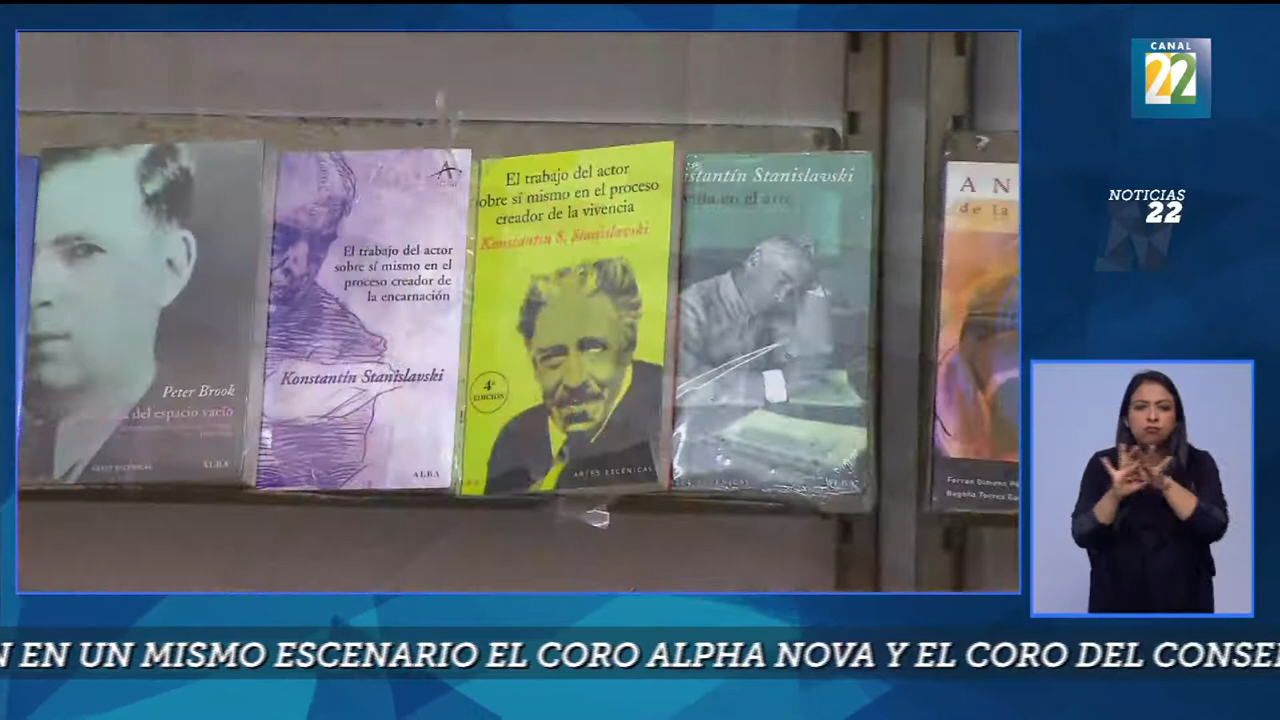 CANAL
22
NOTICIAS
22
Peter Brook
del espacio vacío
ALBA
El trabajo del actor
sobre sí mismo en el
proceso creador de
la encarnación
Konstantín Stanislavski
ALBA
El trabajo del actor
sobre sí mismo en el proceso
creador de la vivencia
Konstantin S. Stanislavski
4ª
EDICIÓN
ARTES ESCÉNICAS
nstantín Stanislavski
en el arte
ALBA
AN
de la
N EN UN MISMO ESCENARIO EL CORO ALPHA NOVA Y EL CORO DEL CONSE